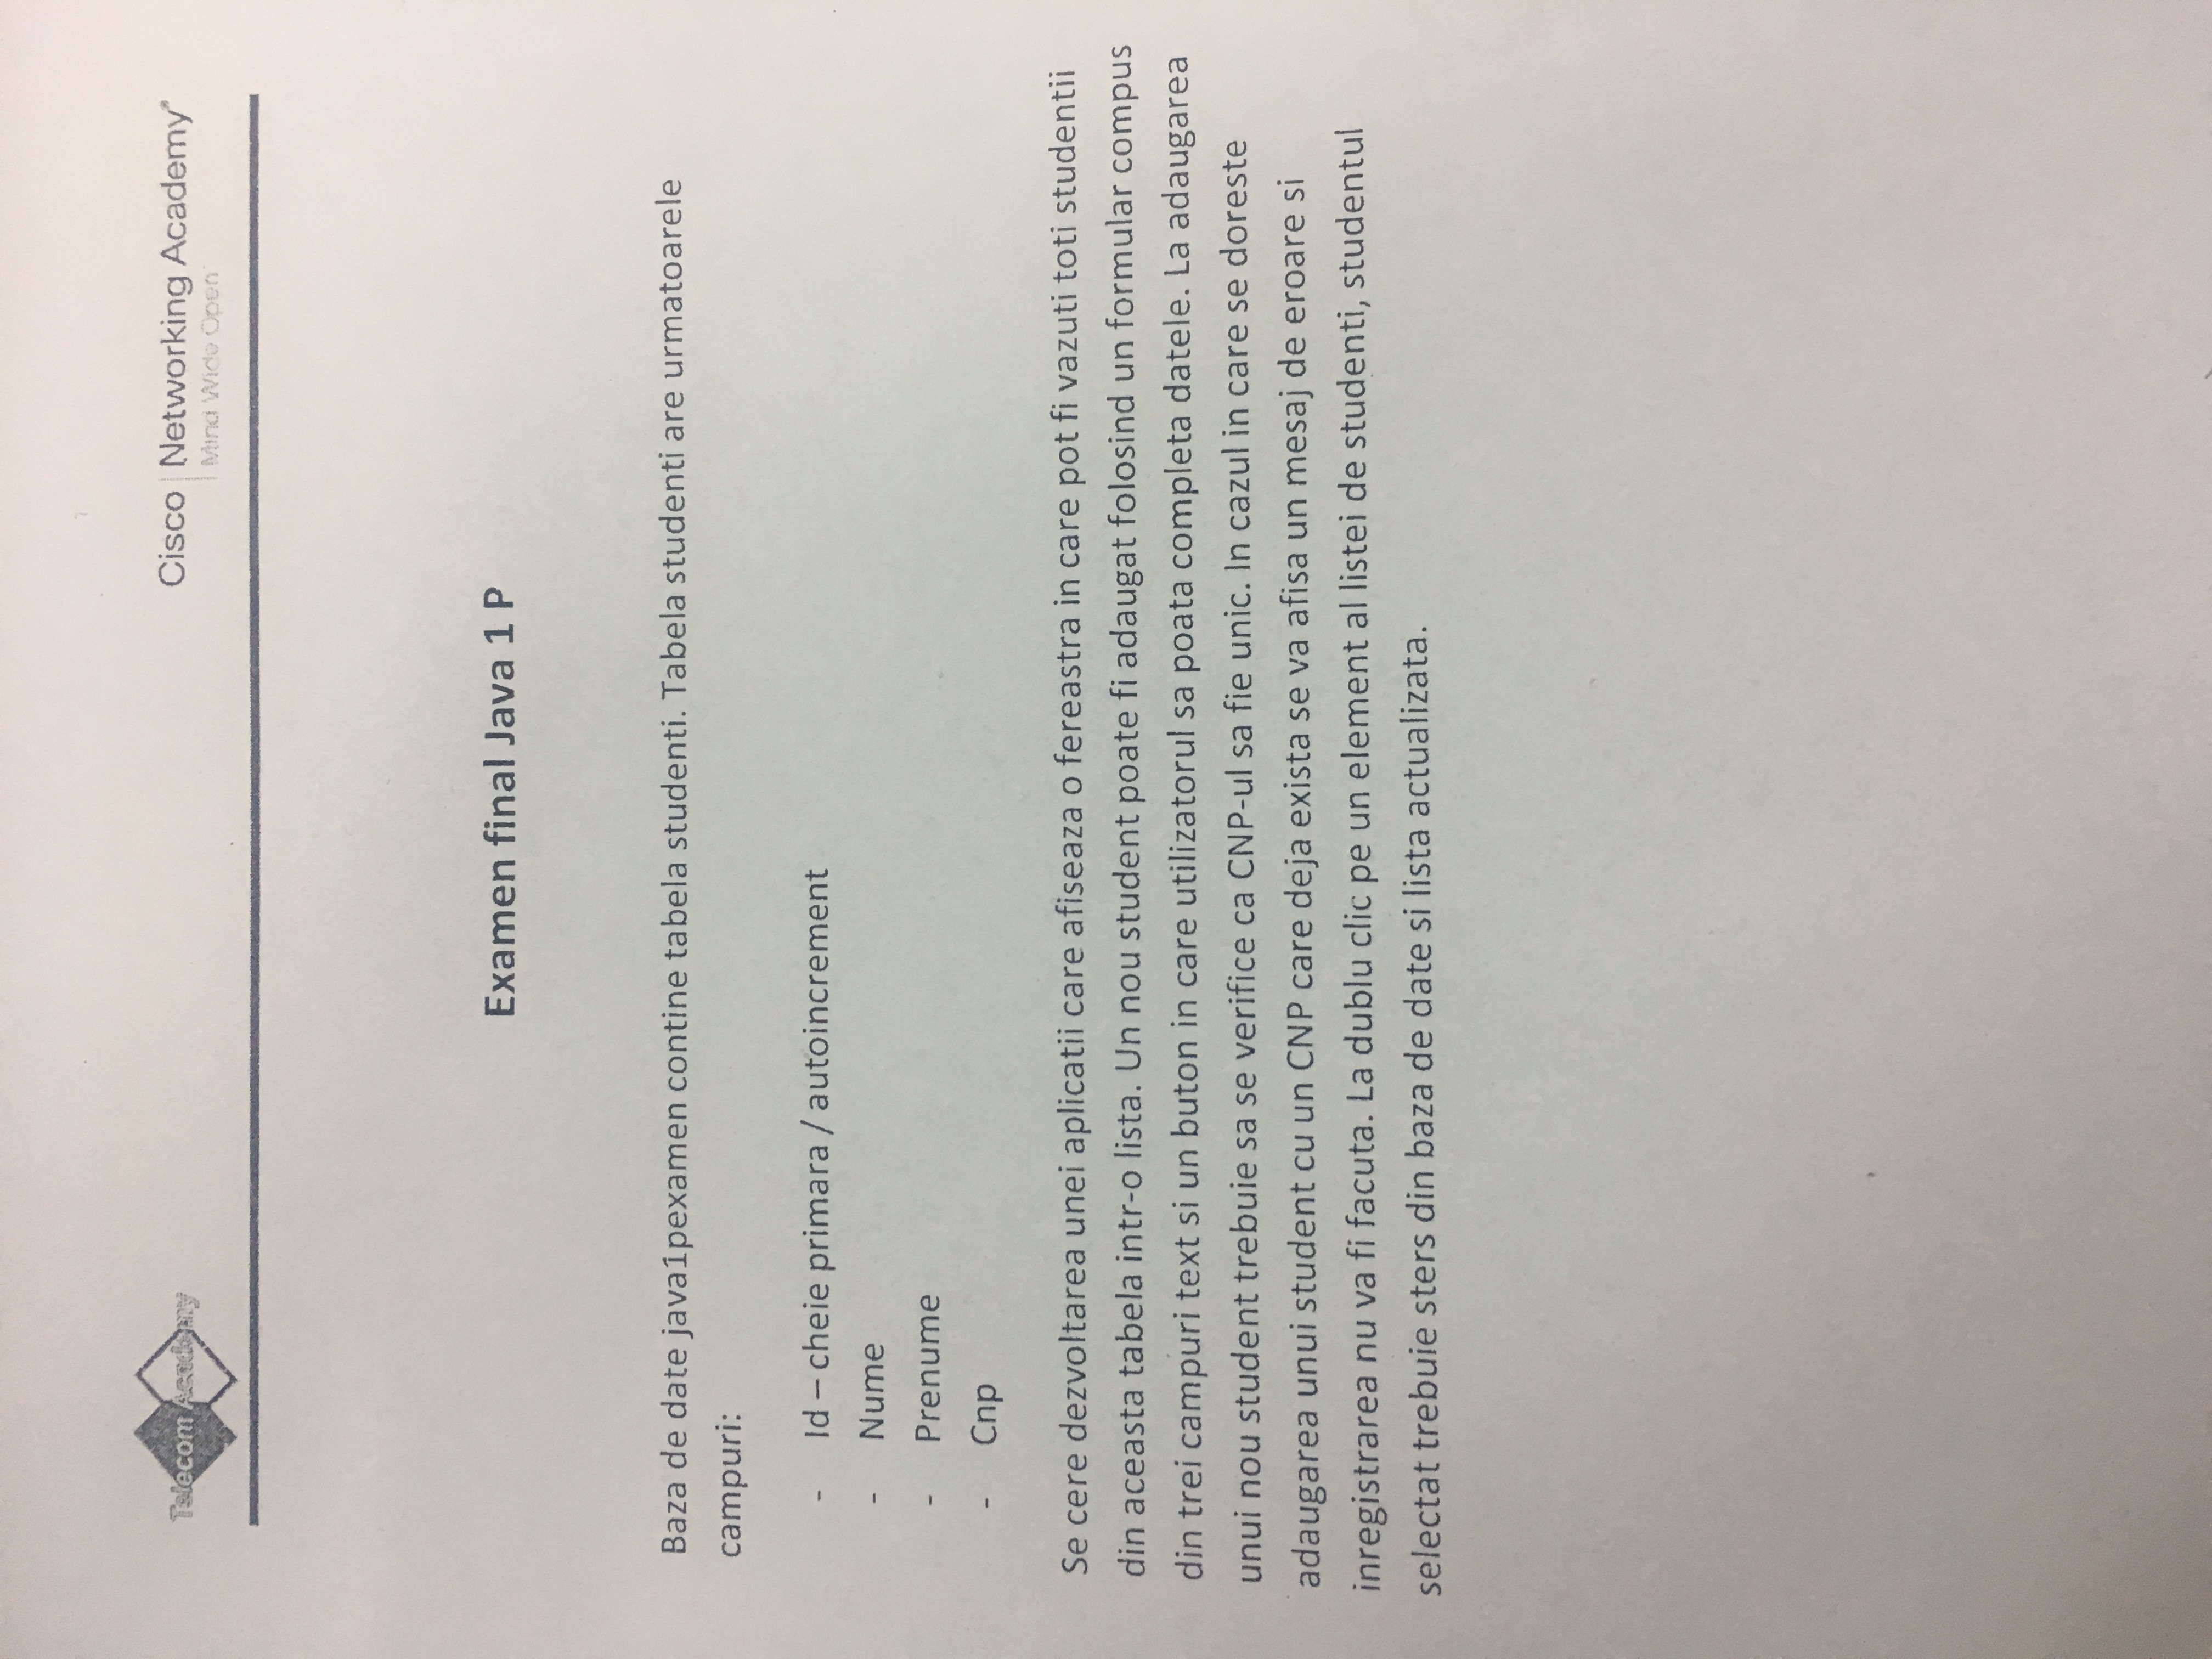 Telecom Academy
Cisco Networking Academy
Mind Wide Open
Examen final Java 1 P
Baza de date java1pexamen contine tabela studenti. Tabela studenti are urmatoarele
campuri:
- Id – cheie primara / autoincrement
- Nume
- Prenume
- Cnp
Se cere dezvoltarea unei aplicatii care afiseaza o fereastra in care pot fi vazuti toti studentii
din aceasta tabela intr-o lista. Un nou student poate fi adaugat folosind un formular compus
din trei campuri text si un buton in care utilizatorul sa poata completa datele. La adaugarea
unui nou student trebuie sa se verifice ca CNP-ul sa fie unic. In cazul in care se doreste
adaugarea unui student cu un CNP care deja exista se va afisa un mesaj de eroare si
inregistrarea nu va fi facuta. La dublu clic pe un element al listei de studenti, studentul
selectat trebuie sters din baza de date si lista actualizata.